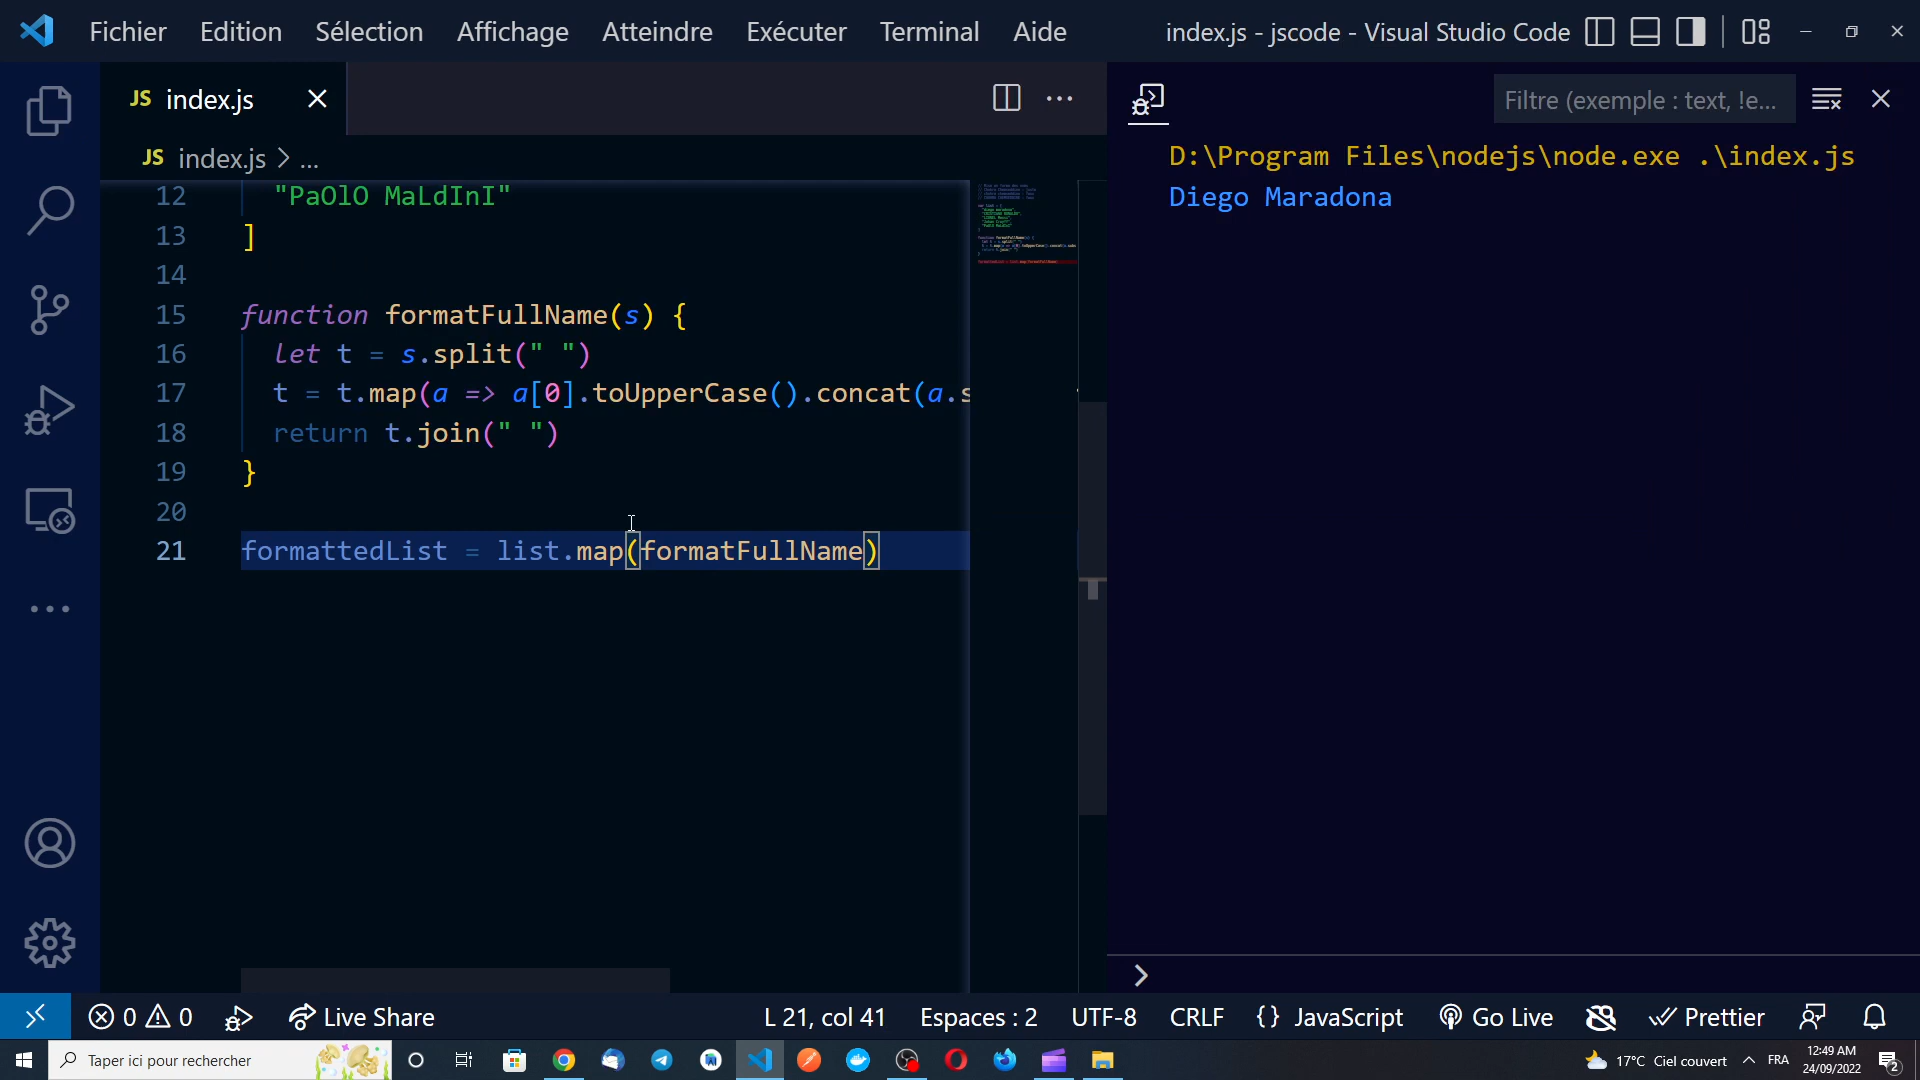 Fichier Edition Sélection Affichage Atteindre Exécuter Terminal Aide index.js - jscode - Visual Studio Code
JS index.js
Filtre (exemple : text, !e...
JS index.js > ...
D:\Program Files\nodejs\node.exe .\index.js
Diego Maradona
12 "PaOlO MaLdInI"
13 ]
14
15 function formatFullName(s) {
16 let t = s.split(" ")
17 t = t.map(a => a[0].toUpperCase().concat(a.s
18 return t.join(" ")
19 }
20
21 formattedList = list.map(formatFullName)
0 0 Live Share L 21, col 41 Espaces : 2 UTF-8 CRLF {} JavaScript Go Live Prettier
Taper ici pour rechercher
17°C Ciel couvert
FRA
12:49 AM
24/09/2022
2